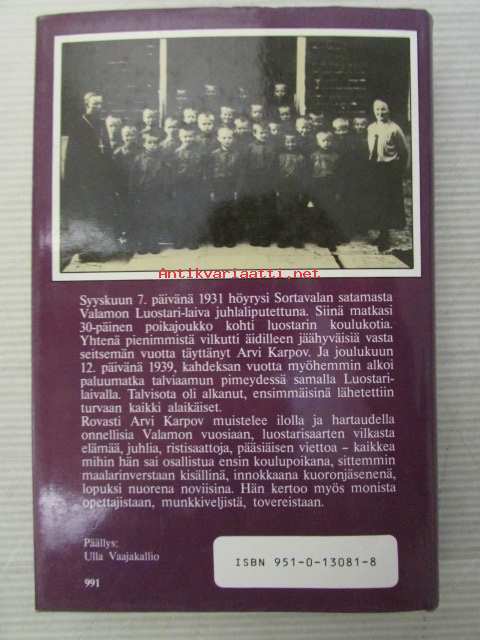 Antikvariaatti.net
Syyskuun 7. päivänä 1931 höyrysi Sortavalan satamasta
Valamon Luostari-laiva juhlaliputettuna. Siinä matkasi
30-päinen poikajoukko kohti luostarin koulukotia.
Yhtenä pienimmistä vilkutti äidilleen jäähyväisiä vasta
seitsemän vuotta täyttänyt Arvi Karpov. Ja joulukuun
12. päivänä 1939, kahdeksan vuotta myöhemmin alkoi
paluumatka talviaamun pimeydessä samalla Luostari-
laivalla. Talvisota oli alkanut, ensimmäisinä lähetettiin
turvaan kaikki alaikäiset.
Rovasti Arvi Karpov muistelee ilolla ja hartaudella
onnellisia Valamon vuosiaan, luostarisaarten vilkasta
elämää, juhlia, ristisaattoja, pääsiäisen viettoa – kaikkea
mihin hän sai osallistua ensin koulupoikana, sittemmin
maalarinverstaan kisällinä, innokkaana kuoronjäsenenä,
lopuksi nuorena noviisina. Hän kertoo myös monista
opettajistaan, munkkiveljistä, tovereistaan.
Päällys:
Ulla Vaajakallio
ISBN 951-0-13081-8
991